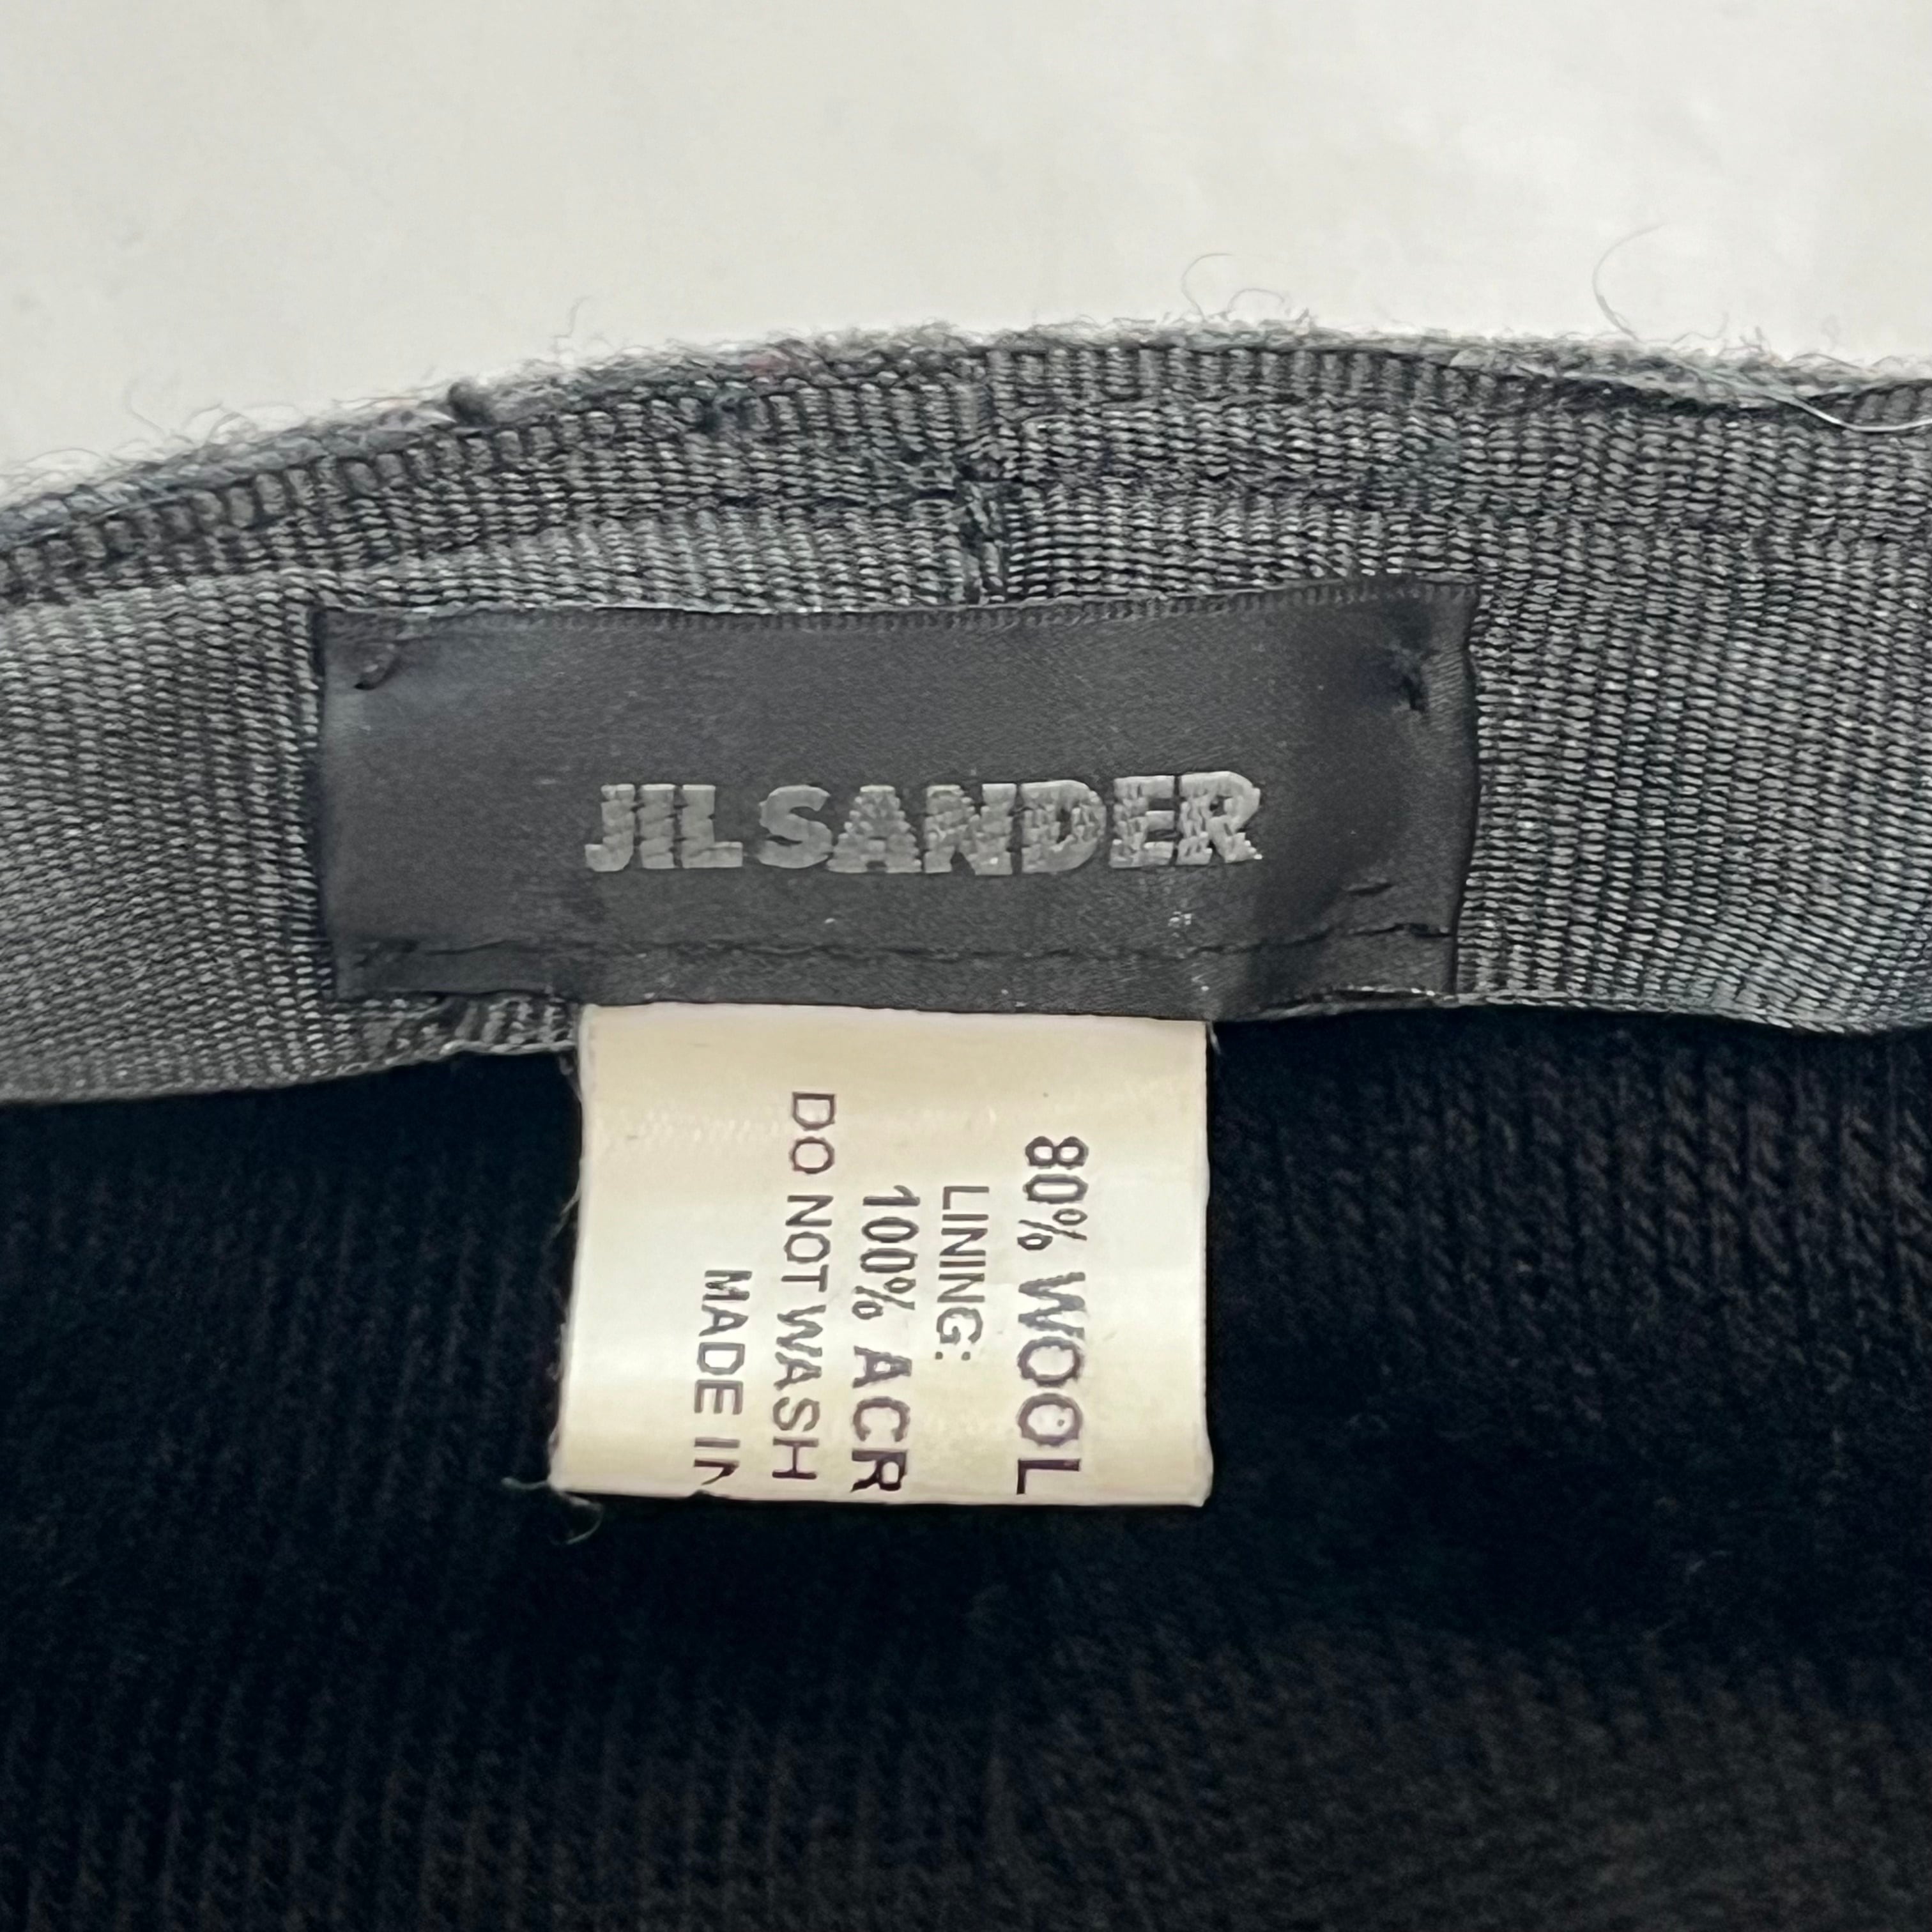 JIL SANDER
80% WOOL
LINING:
100% ACR
DO NOT WASH
MADE IN